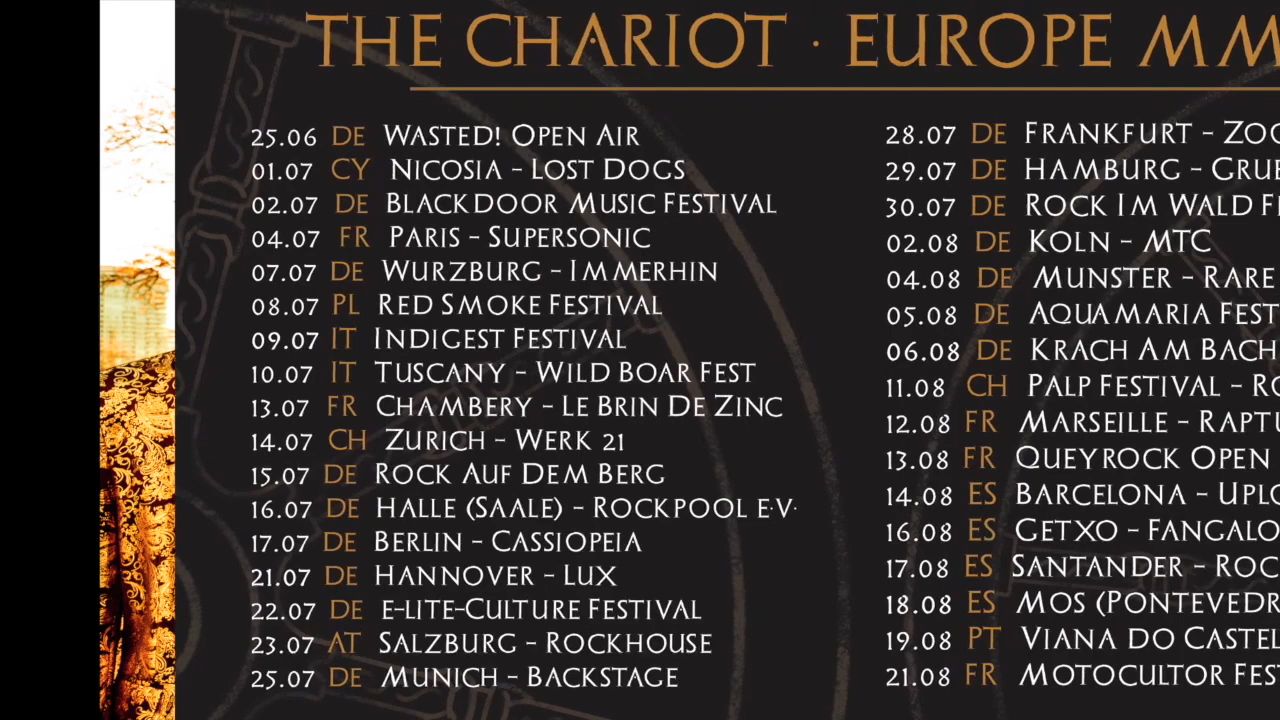 THE CHARIOT · EUROPE
25.06 DE WASTED! OPEN AIR
01.07 CY NICOSIA - LOST DOGS
02.07 DE BLACKDOOR MUSIC FESTIVAL
04.07 FR PARIS - SUPERSONIC
07.07 DE WURZBURG - IMMERHIN
08.07 PL RED SMOKE FESTIVAL
09.07 IT INDIGEST FESTIVAL
10.07 IT TUSCANY - WILD BOAR FEST
13.07 FR CHAMBERY - LE BRIN DE ZINC
14.07 CH ZURICH - WERK 21
15.07 DE ROCK AUF DEM BERG
16.07 DE HALLE (SAALE) - ROCKPOOL E.V.
17.07 DE BERLIN - CASSIOPEIA
21.07 DE HANNOVER - LUX
22.07 DE E-LITE-CULTURE FESTIVAL
23.07 AT SALZBURG - ROCKHOUSE
25.07 DE MUNICH - BACKSTAGE
28.07 DE FRANKFURT -
29.07 DE HAMBURG -
30.07 DE ROCK IM WALD
02.08 DE KOLN - MTC
04.08 DE MUNSTER - RARE
05.08 DE AQUAMARIA FEST
06.08 DE KRACH AM BACH
11.08 CH PALP FESTIVAL -
12.08 FR MARSEILLE -
13.08 FR QUEYROCK OPEN
14.08 ES BARCELONA -
16.08 ES GETXO -
17.08 ES SANTANDER -
18.08 ES MOS
19.08 PT VIANA DO
21.08 FR MOTOCULTOR